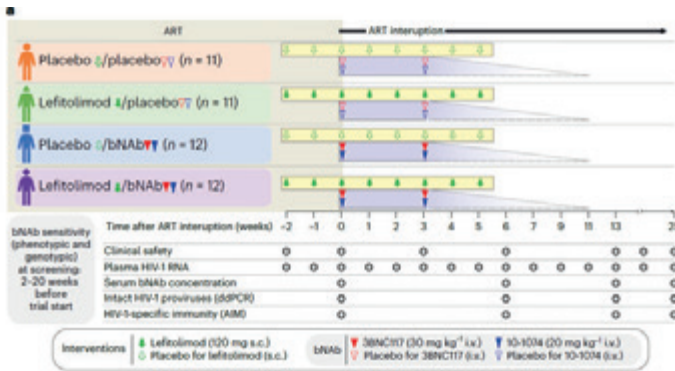 a
ART
ART interuption
Placebo /placebo (n = 11)
Lefitolimod /placebo (n = 11)
Placebo /bNAb (n = 12)
Lefitolimod /bNAb (n = 12)
bNAb sensitivity
(phenotypic and
genotypic)
at screening:
2–20 weeks
before
trial start
Time after ART interruption (weeks) -2 -1 0 1 2 3 4 5 6 7 8 9 11 13
Clinical safety
Plasma HIV-1 RNA
Serum bNAb concentration
Intact HIV-1 proviruses (ddPCR)
HIV-1-specific immunity (AIM)
Interventions
Lefitolimod (120 mg s.c.)
Placebo for lefitolimod (s.c.)
bNAb
3BNC117 (30 mg kg⁻¹ i.v.)
Placebo for 3BNC117 (i.v.)
10-1074 (20 mg kg⁻¹ i.v.)
Placebo for 10-1074 (i.v.)